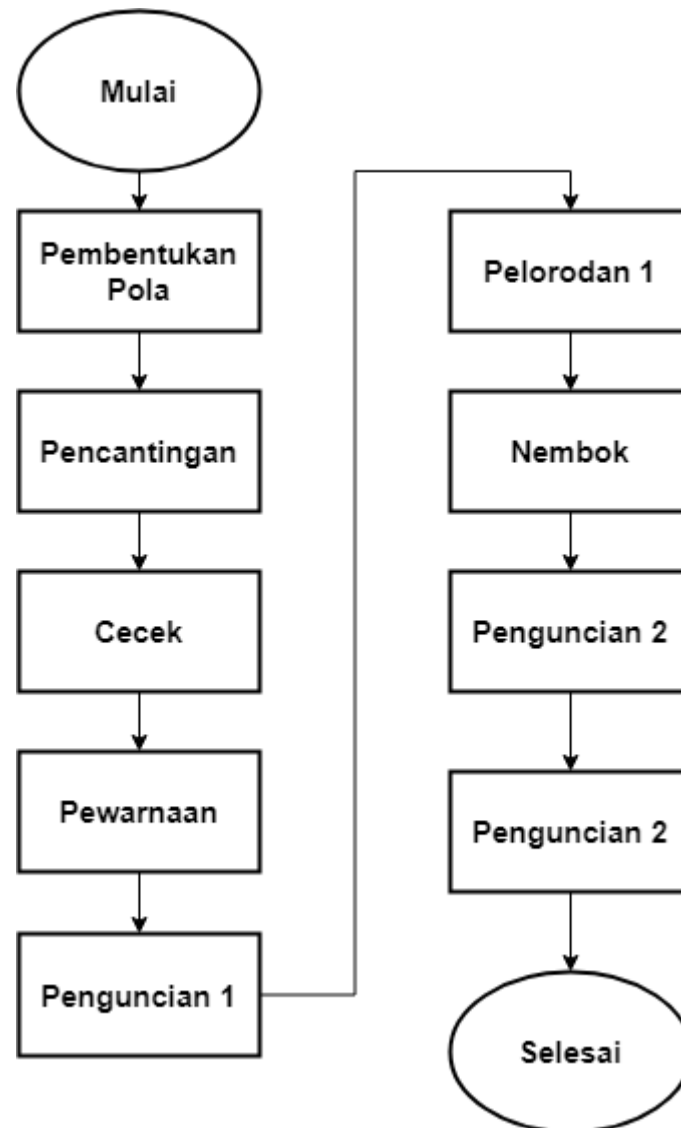 Mulai
Pembentukan
Pola
Pencantingan
Cecek
Pewarnaan
Penguncian 1
Pelorodan 1
Nembok
Penguncian 2
Penguncian 2
Selesai